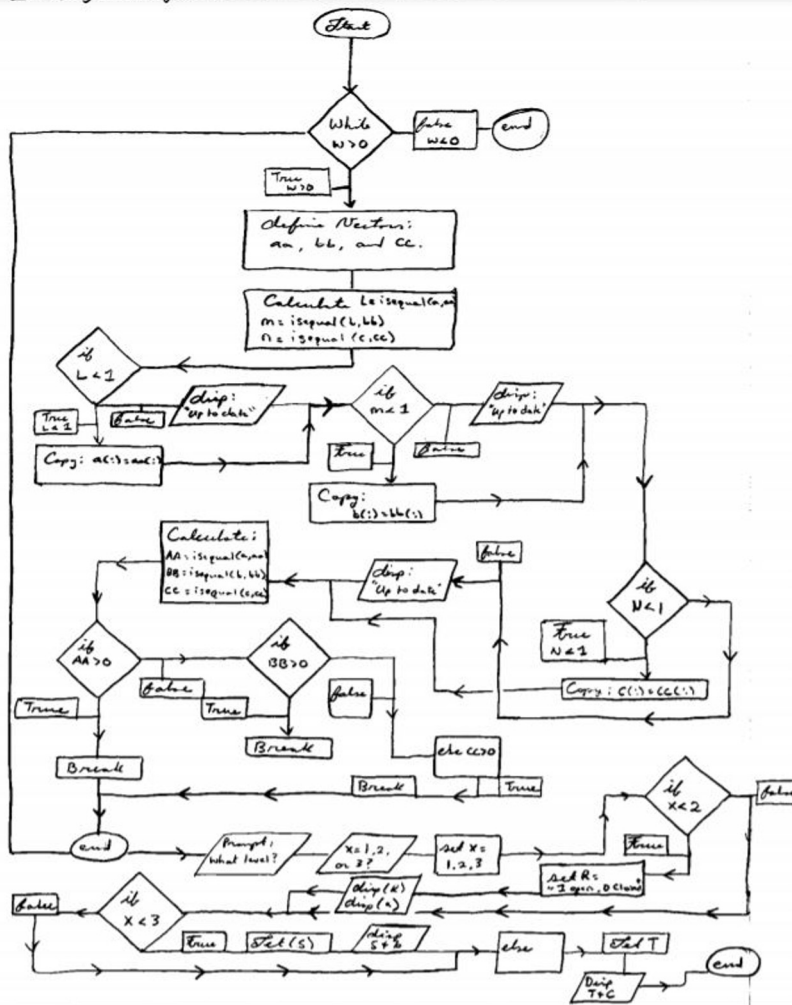 Start
While
W>0
false
W<0
end
True
W>0
define Vectors:
aa, bb, and cc.
Calculate L=isequal(a,aa
m= isequal(b,bb)
n= isequal (c,cc)
if
L<1
disp:
"Up to date"
if
m<1
disp:
"up to date"
True
L<1
false
Copy: a(:)=aa(:)
True
false
Copy:
b(:)=bb(:)
Calculate:
AA=isequal(a,aa)
BB=isequal(b,bb)
CC=isequal(c,cc)
disp:
"Up to date"
false
if
N<1
True
N<1
if
AA>0
if
BB>0
Copy: C(:)=CC(:)
false
True
True
false
Break
Break
else CC>0
Break
True
if
X<2
false
end
Prompt,
What level?
X=1,2,
or 3?
set X=
1,2,3
True
set R=
"1 open, 0 Close"
disp(R)
disp(a)
false
if
X<3
True
Set(S)
disp
S+b
else
Set T
end
Disp
T+C